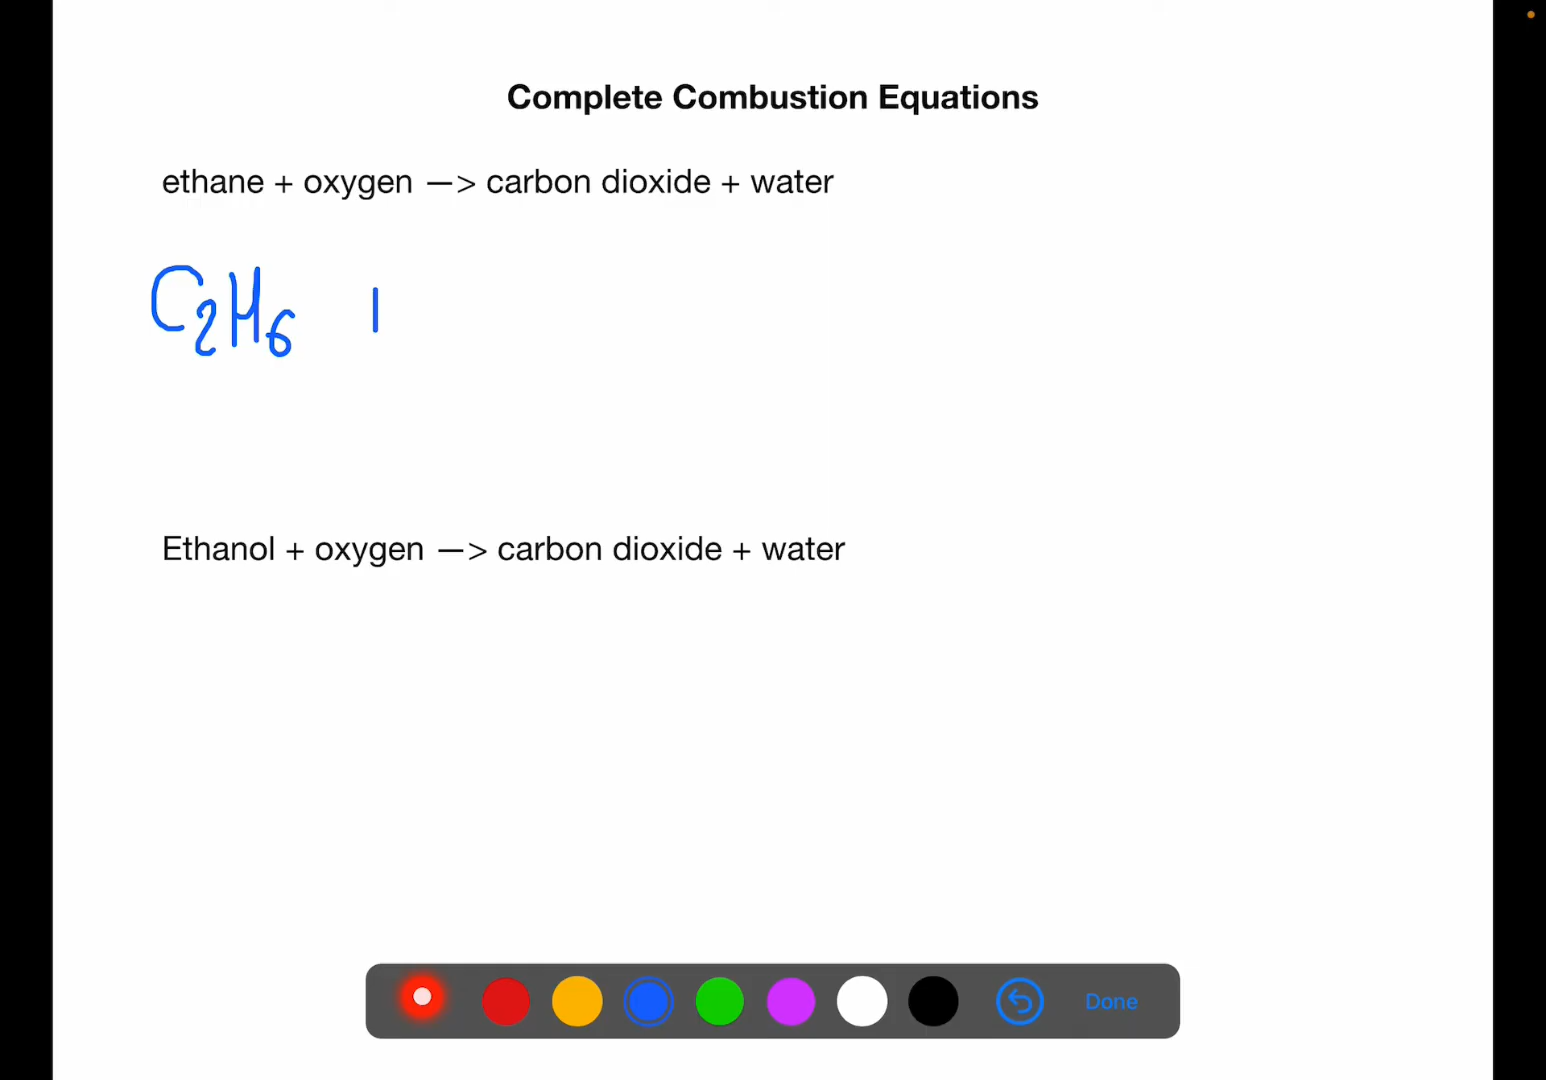 Complete Combustion Equations
ethane + oxygen —> carbon dioxide + water
C₂H₆ |
Ethanol + oxygen —> carbon dioxide + water
Done